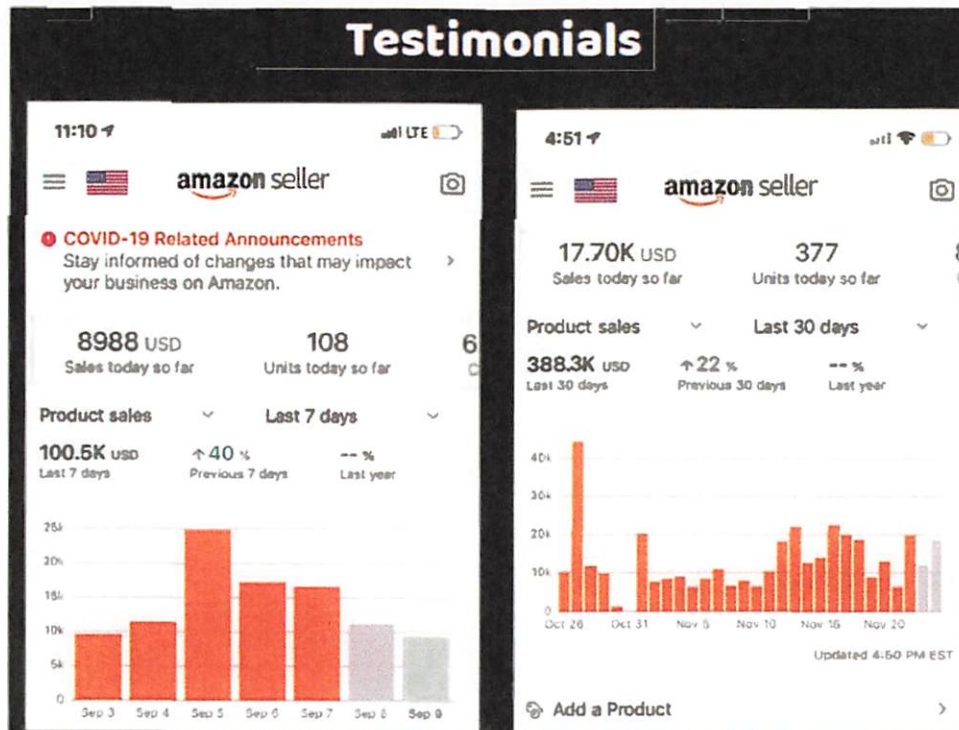 Testimonials
11:10
LTE
amazon seller
COVID-19 Related Announcements
Stay informed of changes that may impact
your business on Amazon.
8988 USD
108
6
Sales today so far
Units today so far
C
Product sales
Last 7 days
100.5K USD
↑ 40 %
-- %
Last 7 days
Previous 7 days
Last year
25k
20k
15k
10k
5k
0
Sep 3
Sep 4
Sep 5
Sep 6
Sep 7
Sep 8
Sep 9
4:51
amazon seller
17.70K USD
377
Sales today so far
Units today so far
Product sales
Last 30 days
388.3K USD
↑ 22 %
-- %
Last 30 days
Previous 30 days
Last year
40k
30k
20k
10k
0
Oct 26
Oct 31
Nov 5
Nov 10
Nov 15
Nov 20
Updated 4:50 PM EST
Add a Product